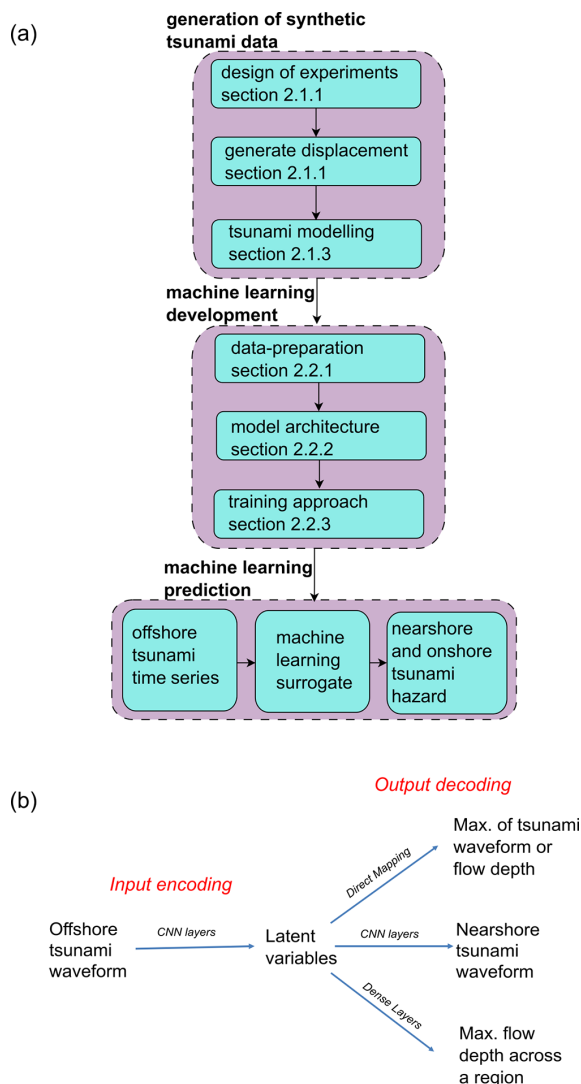 (a)
generation of synthetic
tsunami data
design of experiments
section 2.1.1
generate displacement
section 2.1.1
tsunami modelling
section 2.1.3
machine learning
development
data-preparation
section 2.2.1
model architecture
section 2.2.2
training approach
section 2.2.3
machine learning
prediction
offshore
tsunami
time series
machine
learning
surrogate
nearshore
and onshore
tsunami
hazard
(b)
Output decoding
Input encoding
Offshore
tsunami
waveform
CNN layers
Latent
variables
Direct Mapping
Max. of tsunami
waveform or
flow depth
CNN layers
Nearshore
tsunami
waveform
Dense Layers
Max. flow
depth across
a region